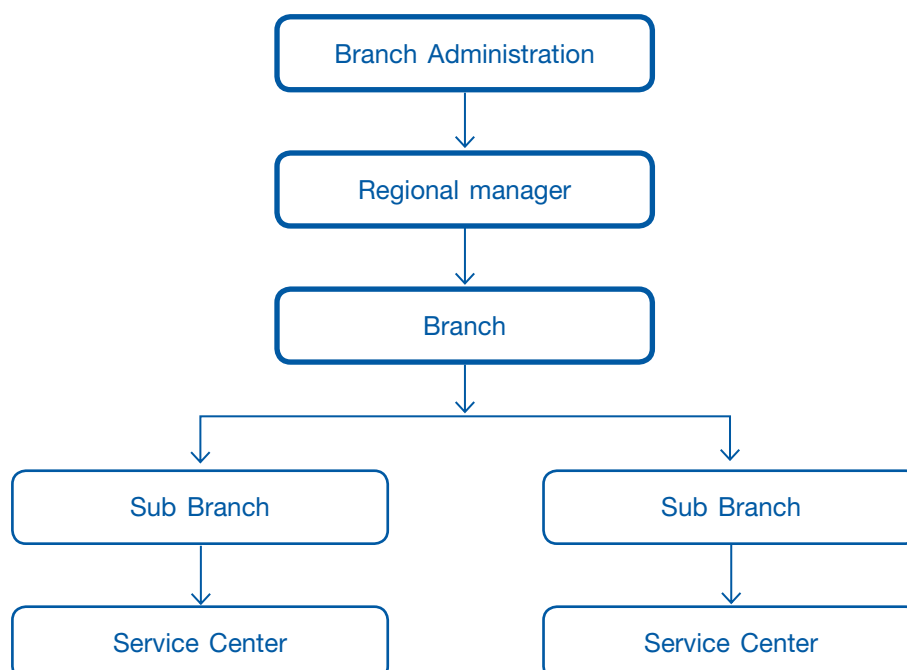 Branch Administration
Regional manager
Branch
Sub Branch
Sub Branch
Service Center
Service Center